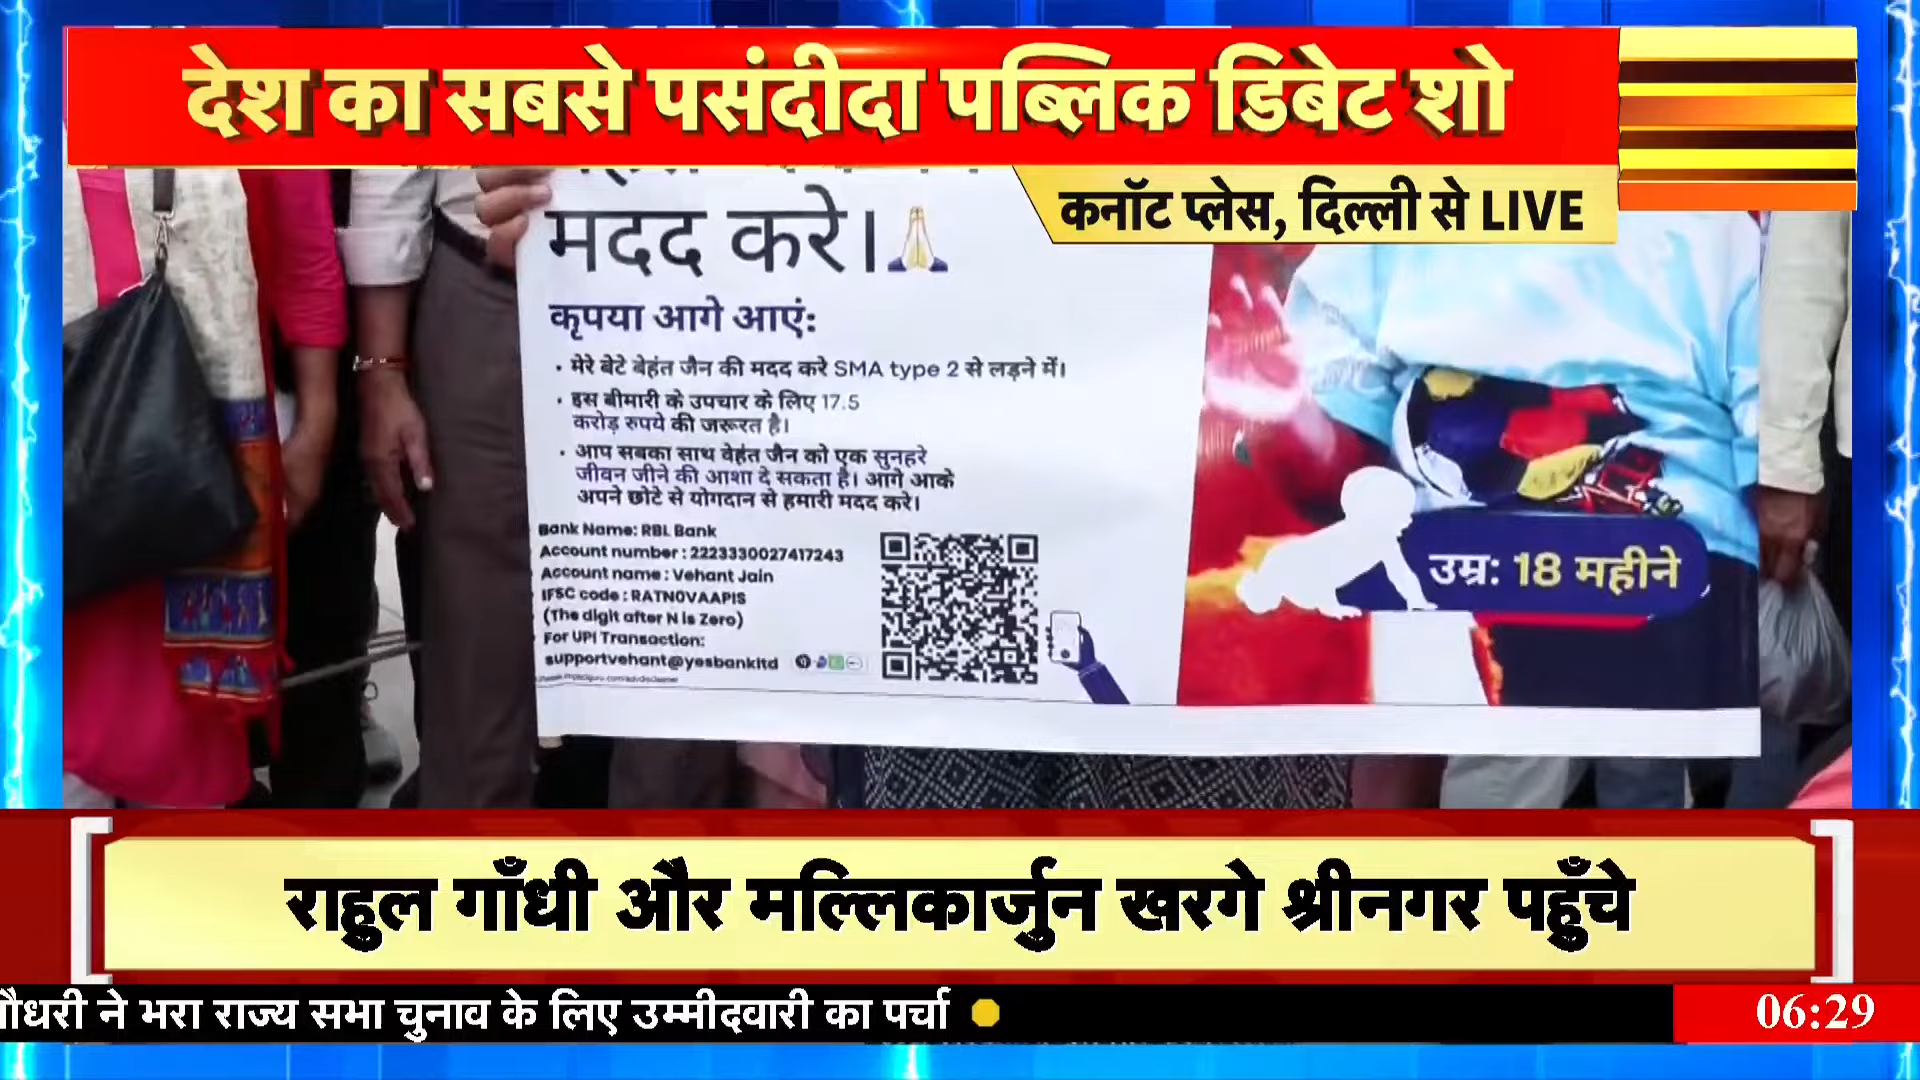 देश का सबसे पसंदीदा पब्लिक डिबेट शो
कनॉट प्लेस, दिल्ली से LIVE
मदद करे।🙏
कृपया आगे आएं:
• मेरे बेटे बेहंत जैन की मदद करे SMA type 2 से लड़ने में।
• इस बीमारी के उपचार के लिए 17.5
करोड़ रुपये की जरूरत है।
• आप सबका साथ वेहंत जैन को एक सुनहरे
जीवन जीने की आशा दे सकता है। आगे आके
अपने छोटे से योगदान से हमारी मदद करे।
Bank Name: RBL Bank
Account number : 2223330027417243
Account name : Vehant Jain
IFSC code : RATN0VAAPIS
(The digit after N is Zero)
For UPI Transaction:
supportvehant@yesbankltd
उम्र: 18 महीने
राहुल गाँधी और मल्लिकार्जुन खरगे श्रीनगर पहुँचे
ने भरा राज्य सभा चुनाव के लिए उम्मीदवारी का पर्चा
06:29